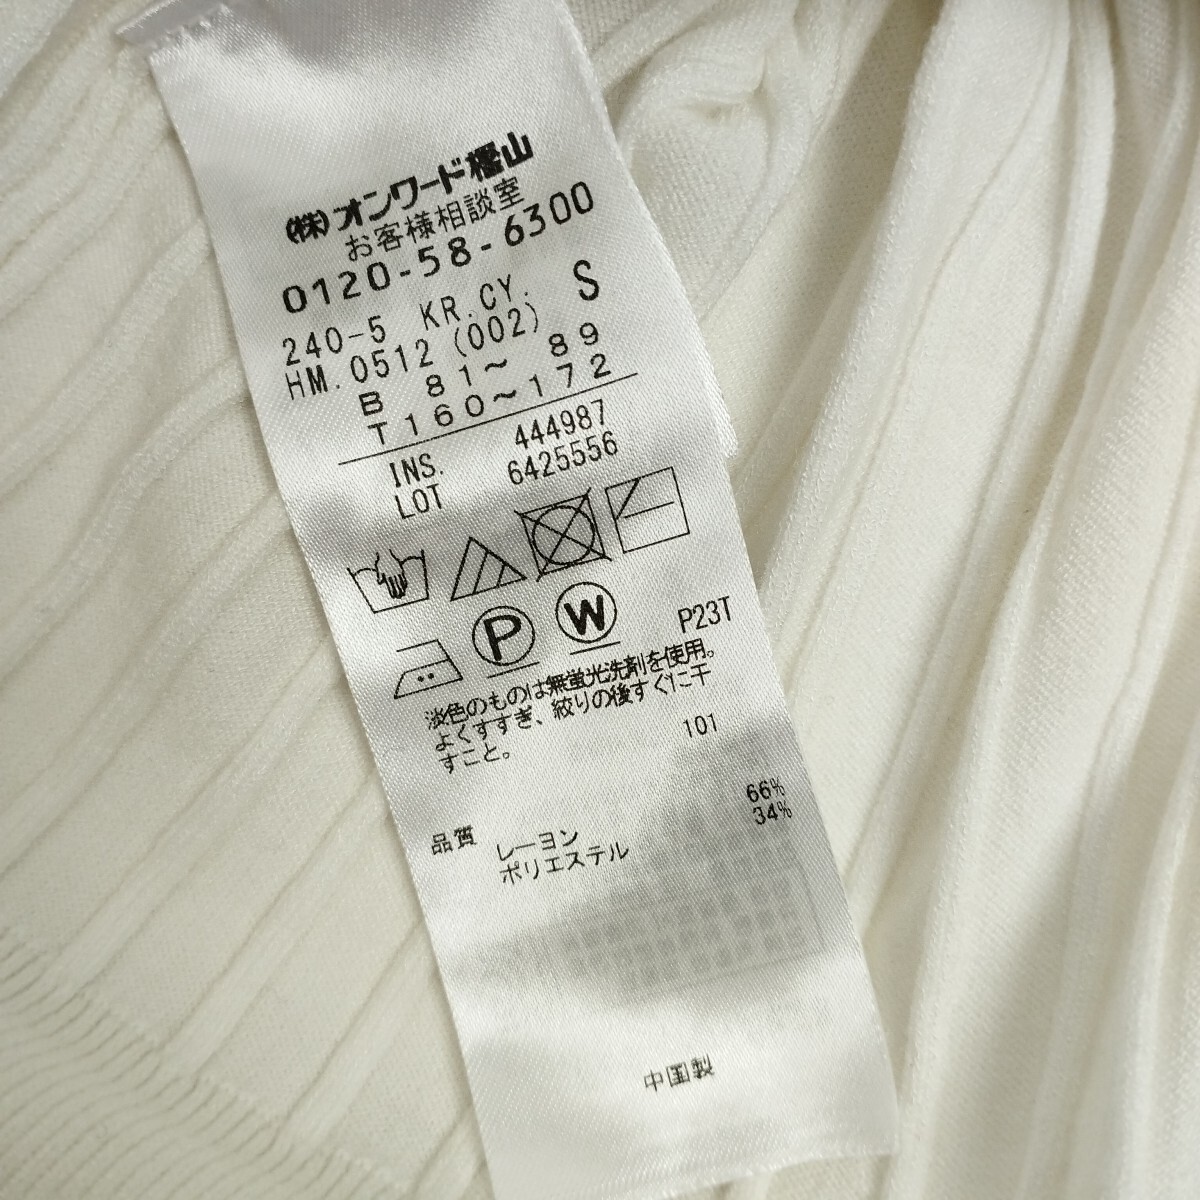 (株)オンワード樫山
お客様相談室
0120-58-6300
240-5 KR.CY. S
HM.0512 (002)
B 81～ 89
T160～172
INS. 444987
LOT 6425556
P W P23T
淡色のものは無蛍光洗剤を使用。
よくすすぎ、絞りの後すぐに干
すこと。 101
品質 レーヨン 66%
ポリエステル 34%
中国製